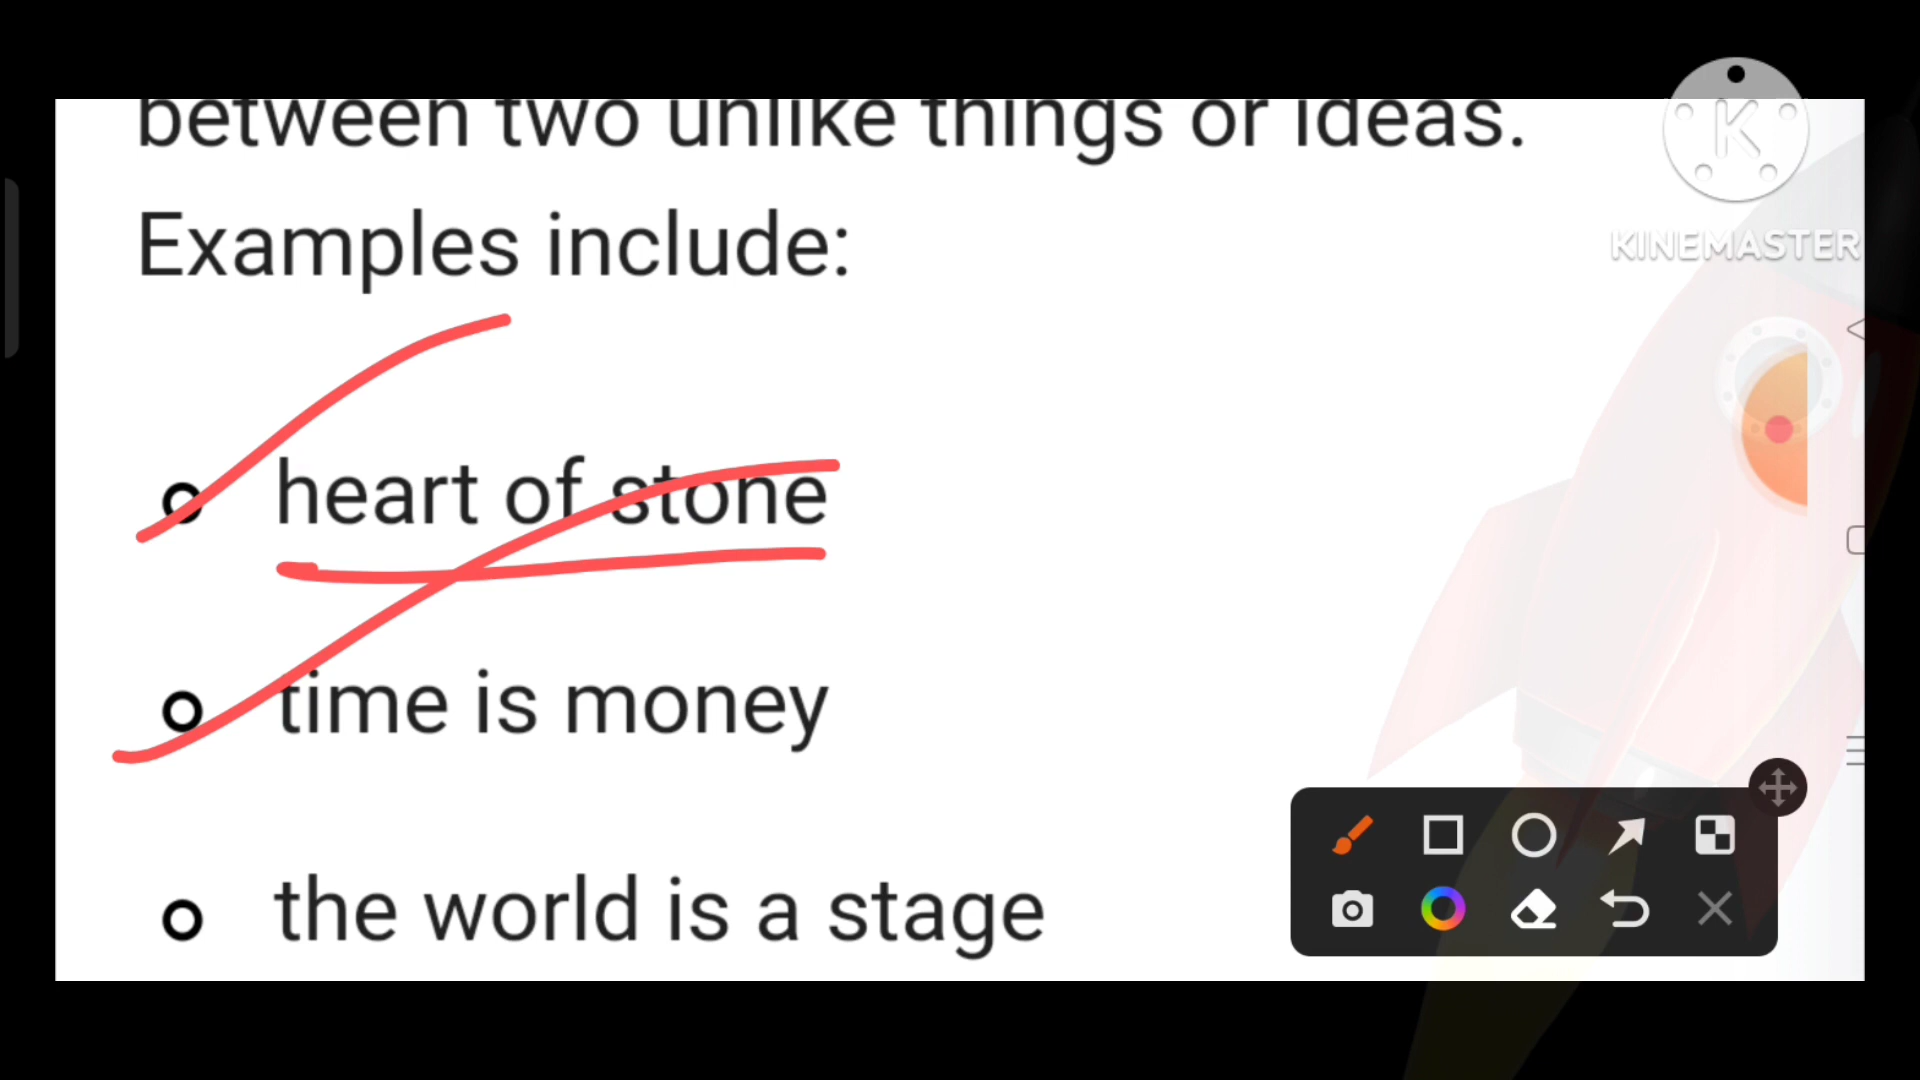 between two unlike things or ideas.
Examples include:
heart of stone
time is money
the world is a stage
K
KINEMASTER